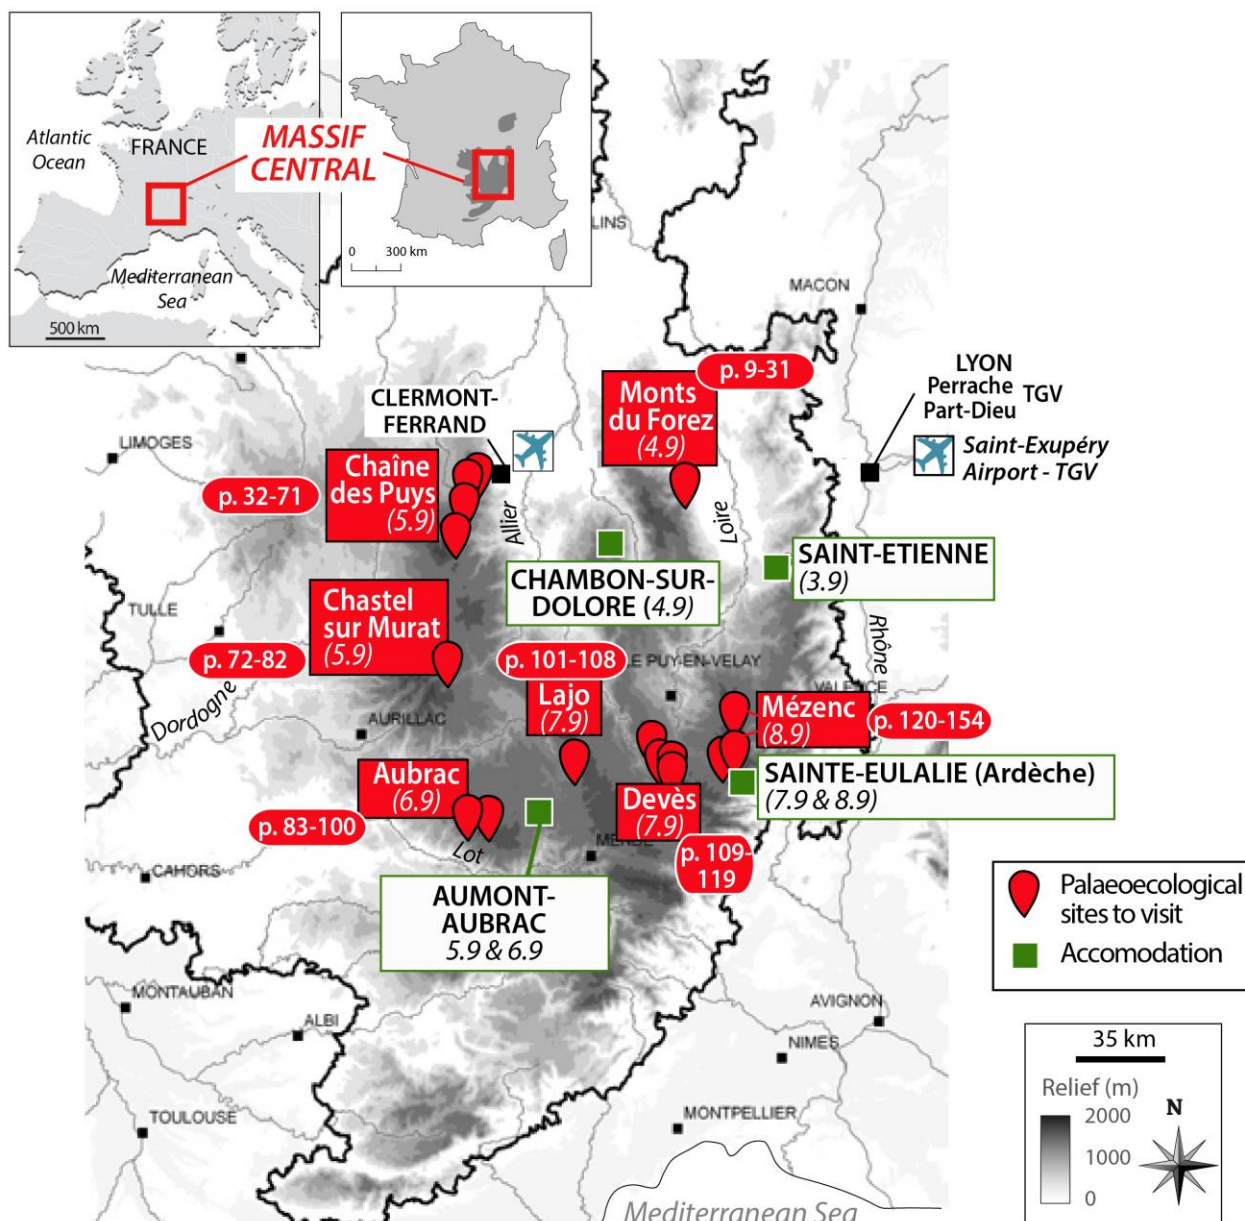 Atlantic
Ocean
FRANCE
Mediterranean
Sea
500 km
MASSIF
CENTRAL
0 300 km
LINS
MACON
p. 9-31
LYON
Perrache
Part-Dieu
TGV
Saint-Exupéry
Airport - TGV
CLERMONT-
FERRAND
Monts
du Forez
(4.9)
LIMOGES
Chaîne
des Puys
(5.9)
p. 32-71
Allier
Loire
SAINT-ETIENNE
(3.9)
CHAMBON-SUR-
DOLORE (4.9)
TULLE
Chastel
sur Murat
(5.9)
p. 72-82
Rhône
p. 101-108
LE PUY-EN-VELAY
Lajo
(7.9)
VALENCE
Dordogne
AURILLAC
Mézenc
(8.9)
p. 120-154
Aubrac
(6.9)
SAINTE-EULALIE (Ardèche)
(7.9 & 8.9)
Devès
(7.9)
p. 83-100
Lot
MENDE
p. 109-
119
CAHORS
AUMONT-
AUBRAC
5.9 & 6.9
Palaeoecological
sites to visit
Accomodation
MONTAUBAN
ALBI
AVIGNON
NIMES
35 km
Relief (m)
2000
1000
0
N
TOULOUSE
MONTPELLIER
Mediterranean Sea